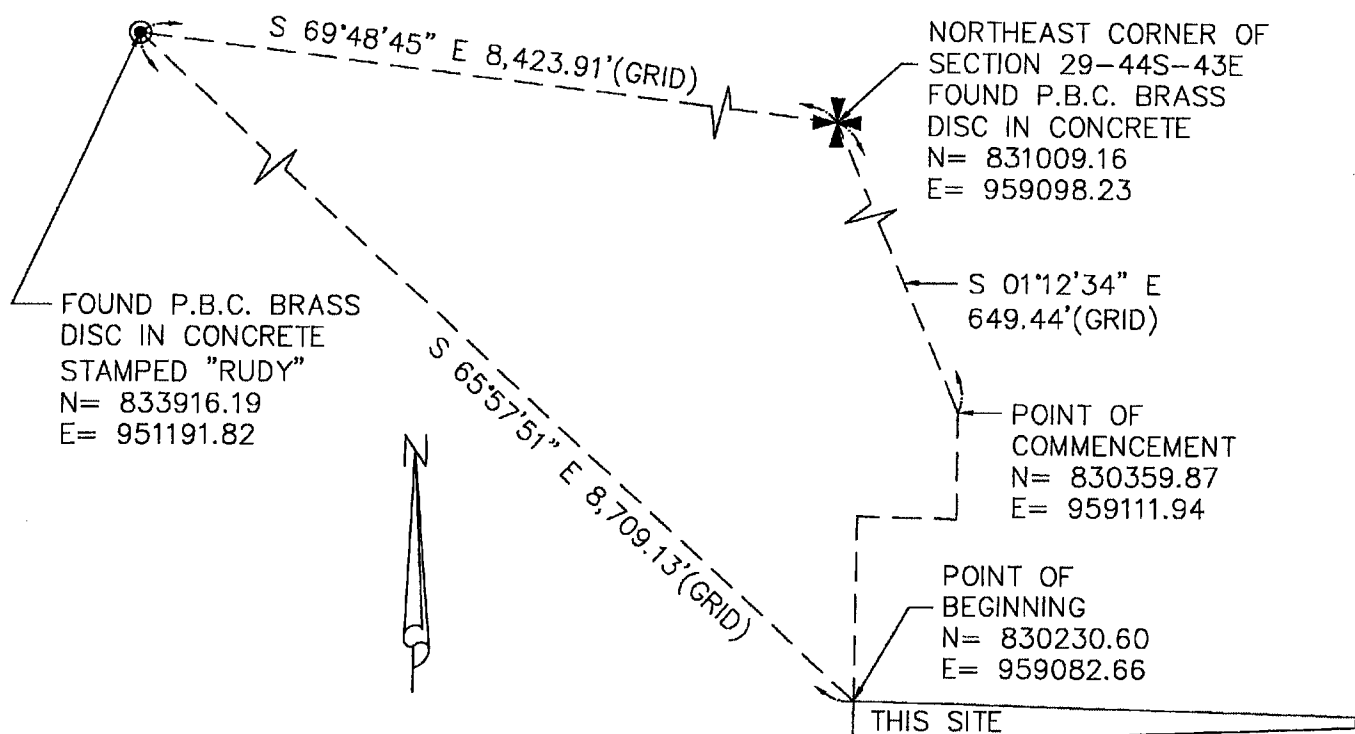 S 69°48'45" E 8,423.91'(GRID)
NORTHEAST CORNER OF
SECTION 29-44S-43E
FOUND P.B.C. BRASS
DISC IN CONCRETE
N= 831009.16
E= 959098.23
S 01°12'34" E
649.44'(GRID)
FOUND P.B.C. BRASS
DISC IN CONCRETE
STAMPED "RUDY"
N= 833916.19
E= 951191.82
S 65°57'51" E 8,709.13'(GRID)
N
POINT OF
COMMENCEMENT
N= 830359.87
E= 959111.94
POINT OF
BEGINNING
N= 830230.60
E= 959082.66
THIS SITE